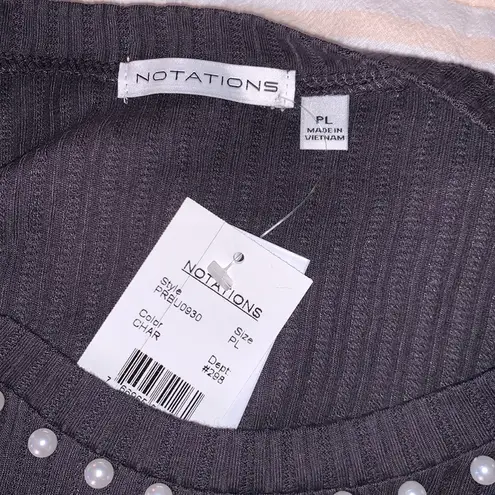 NOTATIONS
PL
MADE IN
VIETNAM
NOTATIONS
Style
PRBU0930
Size
PL
Color
CHAR
Dept
#298